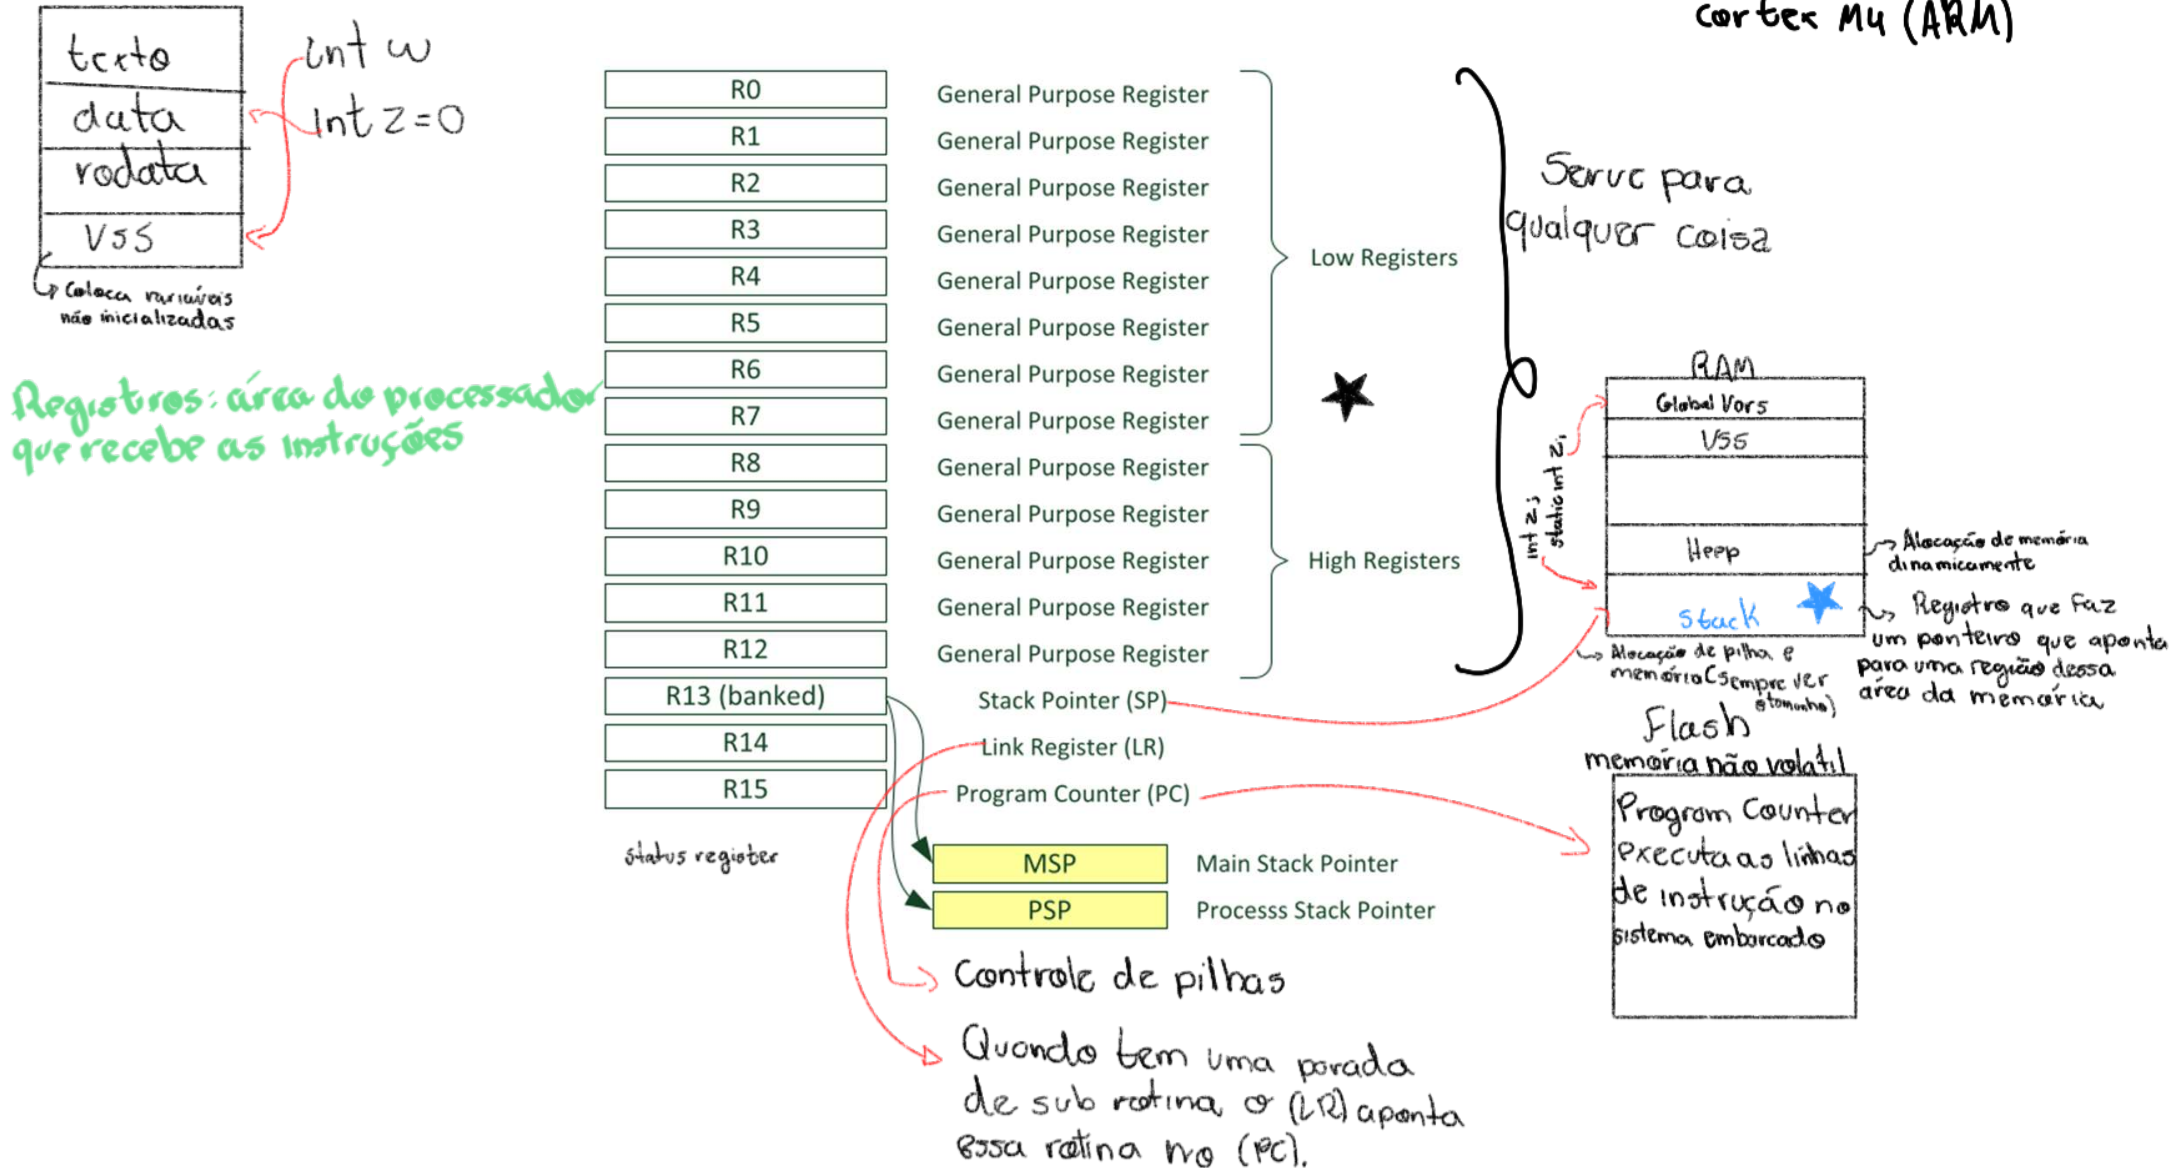 cortex M4 (ARM)
texto
data
rodata
VSS
int w
int z=0
Coloca variáveis
não inicializadas
Registros: área do processador
que recebe as instruções
R0 General Purpose Register
R1 General Purpose Register
R2 General Purpose Register
R3 General Purpose Register
R4 General Purpose Register
R5 General Purpose Register
R6 General Purpose Register
R7 General Purpose Register
R8 General Purpose Register
R9 General Purpose Register
R10 General Purpose Register
R11 General Purpose Register
R12 General Purpose Register
R13 (banked) Stack Pointer (SP)
R14 Link Register (LR)
R15 Program Counter (PC)
Low Registers
High Registers
status register
MSP Main Stack Pointer
PSP Processs Stack Pointer
Controle de pilhas
Quando tem uma parada
de sub rotina o (LR) aponta
essa rotina no (PC).
Serve para
qualquer coisa
RAM
Global Vars
VSS
Heep
stack
int z;
static int z;
Alocação de memória
dinamicamente
Registro que faz
um ponteiro que aponta
para uma região dessa
área da memória
Alocação de pilha e
memória (sempre ver
o tamanho)
Flash
memória não volatil
Program Counter
executa as linhas
de instrução no
sistema embarcado